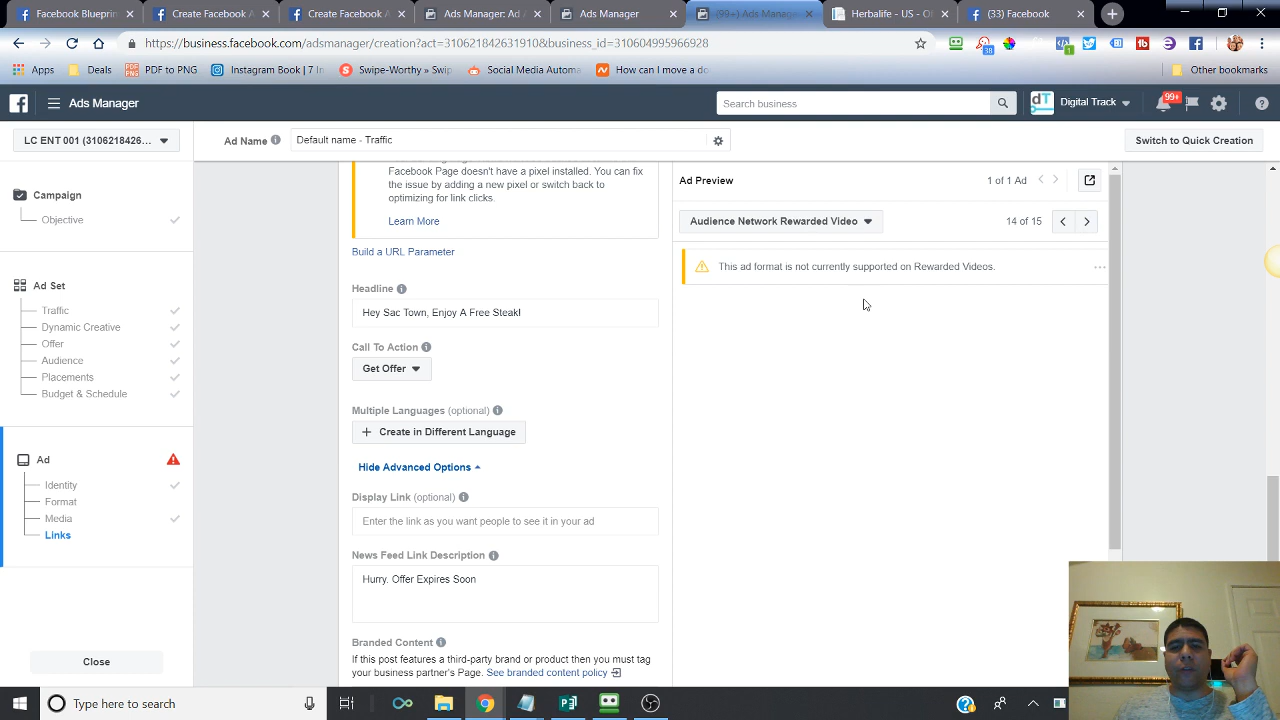 Create Facebook A
Create Facebook A
Ads Manager: Ad A
Ads Manager
(99+) Ads Manage
Herbalife - US - O
(33) Facebook
https://business.facebook.com/adsmanager/creation?act=310621842631910&business_id=310604995966928
38
1
Apps
Deals
PDF to PNG
Instagram Book | 7 In
Swipe-Worthy » Swip
Social Media Automa
How can I move a do
Other bookmarks
Ads Manager
Search business
dT
Digital Track
99+
LC ENT 001 (3106218426...
Ad Name
Default name - Traffic
Switch to Quick Creation
Campaign
Objective
Ad Set
Traffic
Dynamic Creative
Offer
Audience
Placements
Budget & Schedule
Ad
Identity
Format
Media
Links
Close
Facebook Page doesn't have a pixel installed. You can fix
the issue by adding a new pixel or switch back to
optimizing for link clicks.
Learn More
Build a URL Parameter
Headline
Hey Sac Town, Enjoy A Free Steak!
Call To Action
Get Offer
Multiple Languages (optional)
+ Create in Different Language
Hide Advanced Options
Display Link (optional)
Enter the link as you want people to see it in your ad
News Feed Link Description
Hurry. Offer Expires Soon
Branded Content
If this post features a third-party brand or product then you must tag
your business partner's Page. See branded content policy
Ad Preview
1 of 1 Ad
Audience Network Rewarded Video
14 of 15
This ad format is not currently supported on Rewarded Videos.
Type here to search